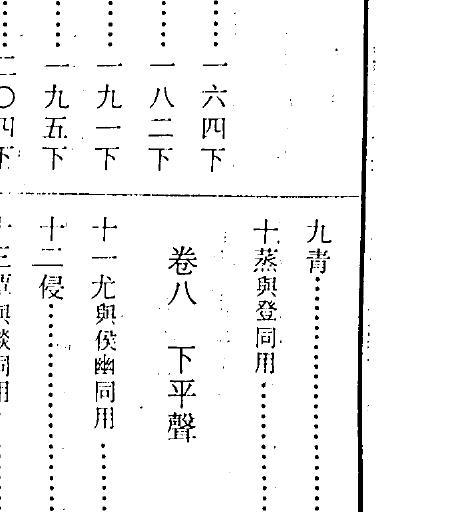 一六四下
一八二下
一九一下
一九五下
二〇四下
九青
十蒸與登同用
卷八 下平聲
十一尤與侯幽同用
十二侵
十三覃與談同用